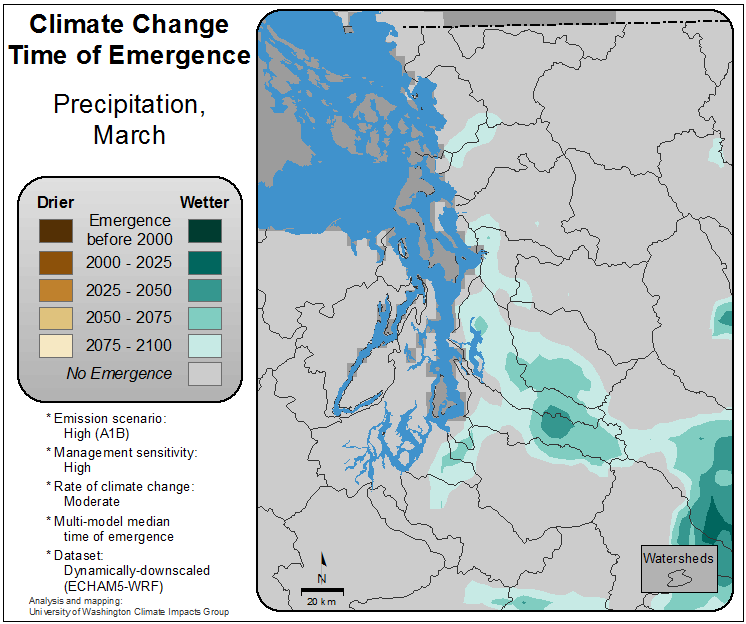 Climate Change
Time of Emergence
Precipitation,
March
Drier Wetter
Emergence
before 2000
2000 - 2025
2025 - 2050
2050 - 2075
2075 - 2100
No Emergence
* Emission scenario:
High (A1B)
* Management sensitivity:
High
* Rate of climate change:
Moderate
* Multi-model median
time of emergence
* Dataset:
Dynamically-downscaled
(ECHAM5-WRF)
Analysis and mapping:
University of Washington Climate Impacts Group
N
20 km
Watersheds